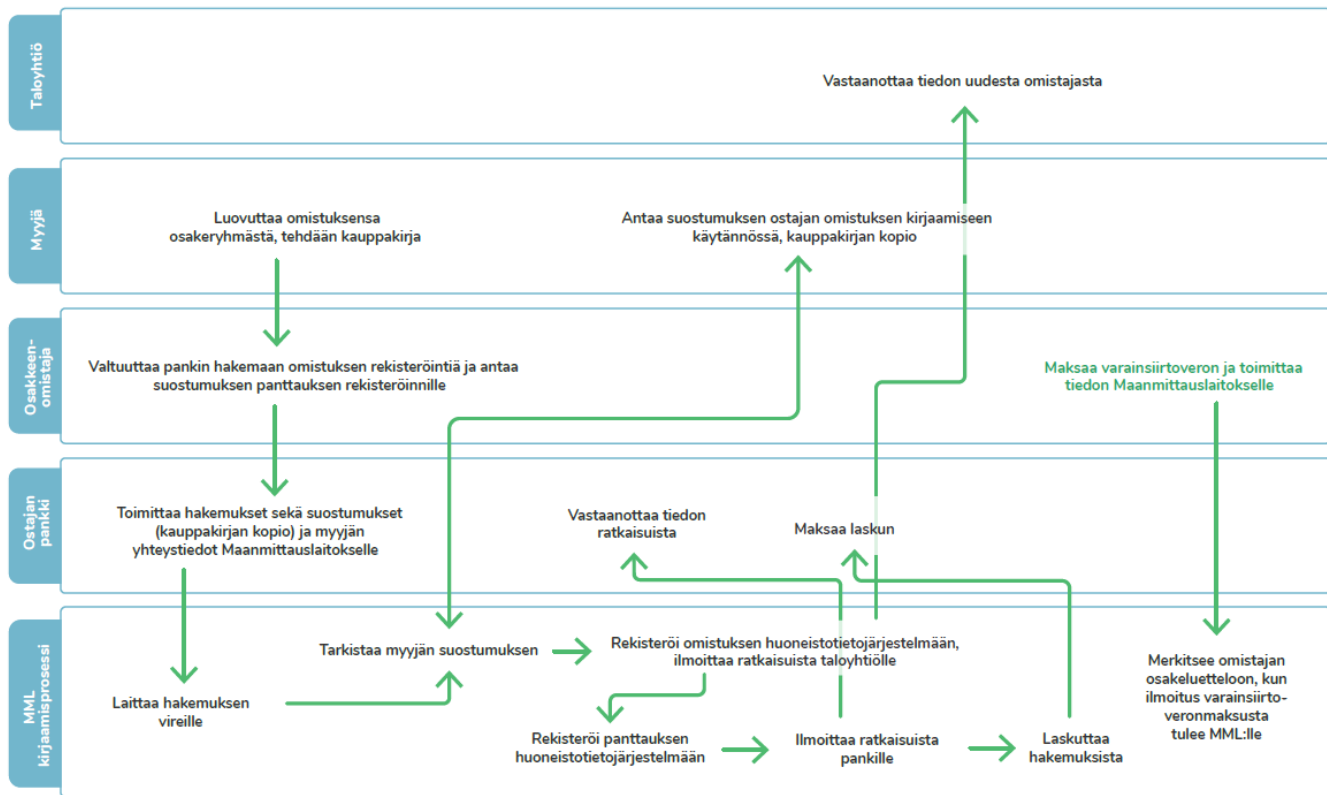 Taloyhtiö
Vastaanottaa tiedon uudesta omistajasta
Myyjä
Luovuttaa omistuksensa
osakeryhmästä, tehdään kauppakirja
Antaa suostumuksen ostajan omistuksen kirjaamiseen
käytännössä, kauppakirjan kopio
Osakkeen-
omistaja
Valtuuttaa pankin hakemaan omistuksen rekisteröintiä ja antaa
suostumuksen panttauksen rekisteröinnille
Maksaa varainsiirtoveron ja toimittaa
tiedon Maanmittauslaitokselle
Ostajan
pankki
Toimittaa hakemukset sekä suostumukset
(kauppakirjan kopio) ja myyjän
yhteystiedot Maanmittauslaitokselle
Vastaanottaa tiedon
ratkaisuista
Maksaa laskun
MML
kirjaamisprosessi
Laittaa hakemuksen
vireille
Tarkistaa myyjän suostumuksen
Rekisteröi omistuksen huoneistotietojärjestelmään,
ilmoittaa ratkaisuista taloyhtiölle
Rekisteröi panttauksen
huoneistotietojärjestelmään
Ilmoittaa ratkaisuista
pankille
Laskuttaa
hakemuksista
Merkitsee omistajan
osakeluetteloon, kun
ilmoitus varainsiirto-
veronmaksusta
tulee MML:lle